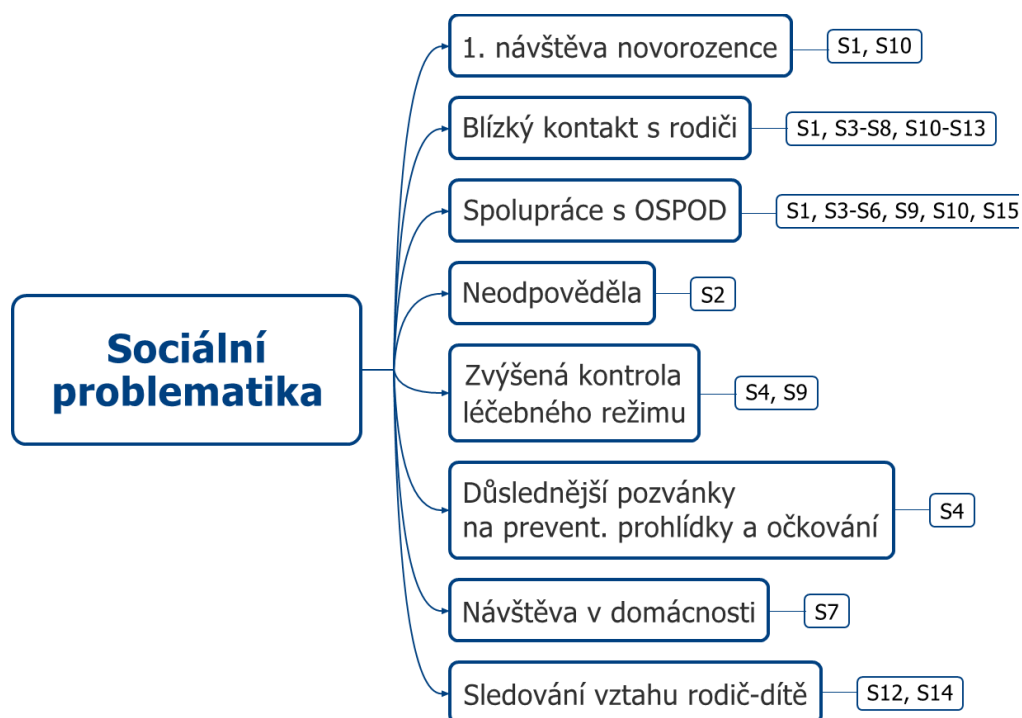 1. návštěva novorozence
S1, S10
Blízký kontakt s rodiči
S1, S3-S8, S10-S13
Spolupráce s OSPOD
S1, S3-S6, S9, S10, S15
Neodpověděla
S2
Sociální
problematika
Zvýšená kontrola
léčebného režimu
S4, S9
Důslednější pozvánky
na prevent. prohlídky a očkování
S4
Návštěva v domácnosti
S7
Sledování vztahu rodič-dítě
S12, S14